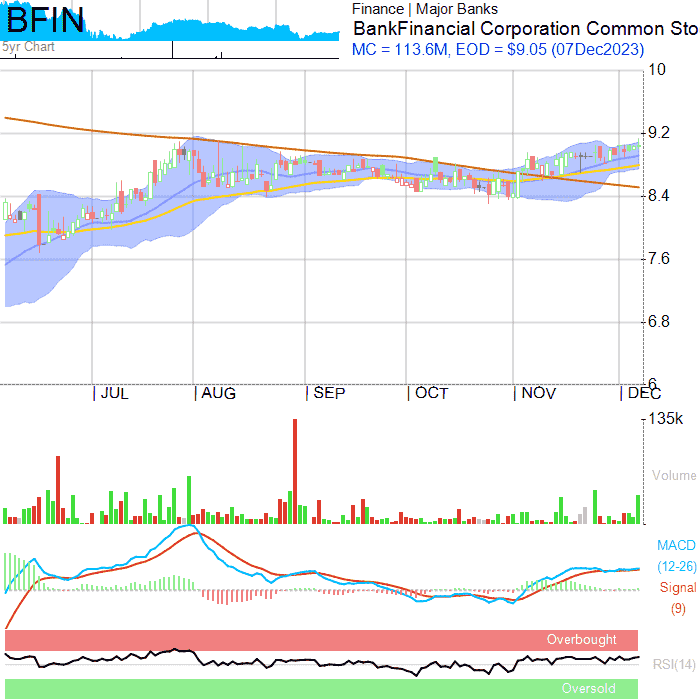 BFIN
5yr Chart
Finance | Major Banks
BankFinancial Corporation Common Sto
MC = 113.6M, EOD = $9.05 (07Dec2023)
10
9.2
8.4
7.6
6.8
6
JUL
AUG
SEP
OCT
NOV
DEC
135k
Volume
MACD
(12-26)
Signal
(9)
Overbought
RSI(14)
Oversold